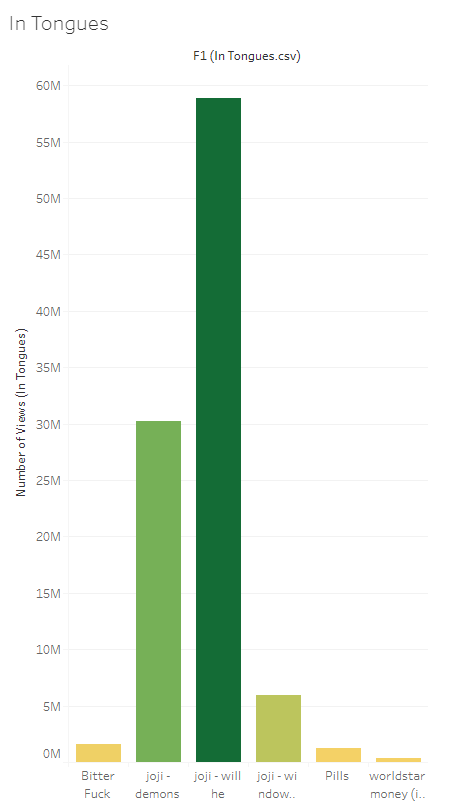 In Tongues
F1 (In Tongues.csv)
Number of Views (In Tongues)
60M
55M
50M
45M
40M
35M
30M
25M
20M
15M
10M
5M
0M
Bitter
Fuck
joji -
demons
joji - will
he
joji - wi
ndow..
Pills
worldstar
money (i..